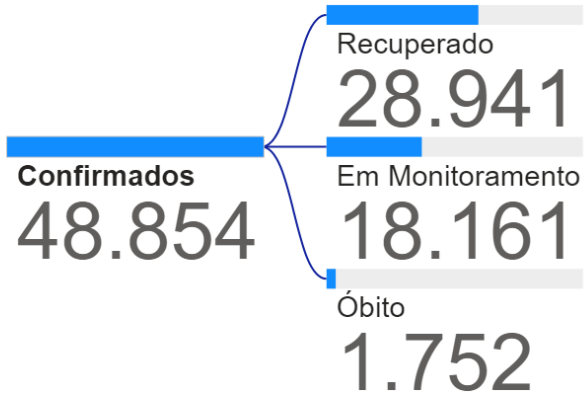 Confirmados
48.854
Recuperado
28.941
Em Monitoramento
18.161
Óbito
1.752